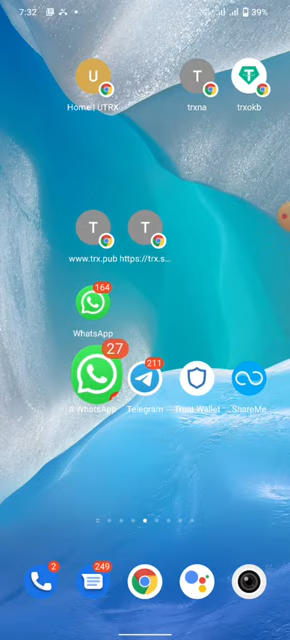 7:32
39%
U
T
Home | UTRX
trxna
trxokb
T
T
www.trx.pub
https://trx.s...
164
WhatsApp
27
211
Telegram
Trust Wallet
ShareMe
2
249